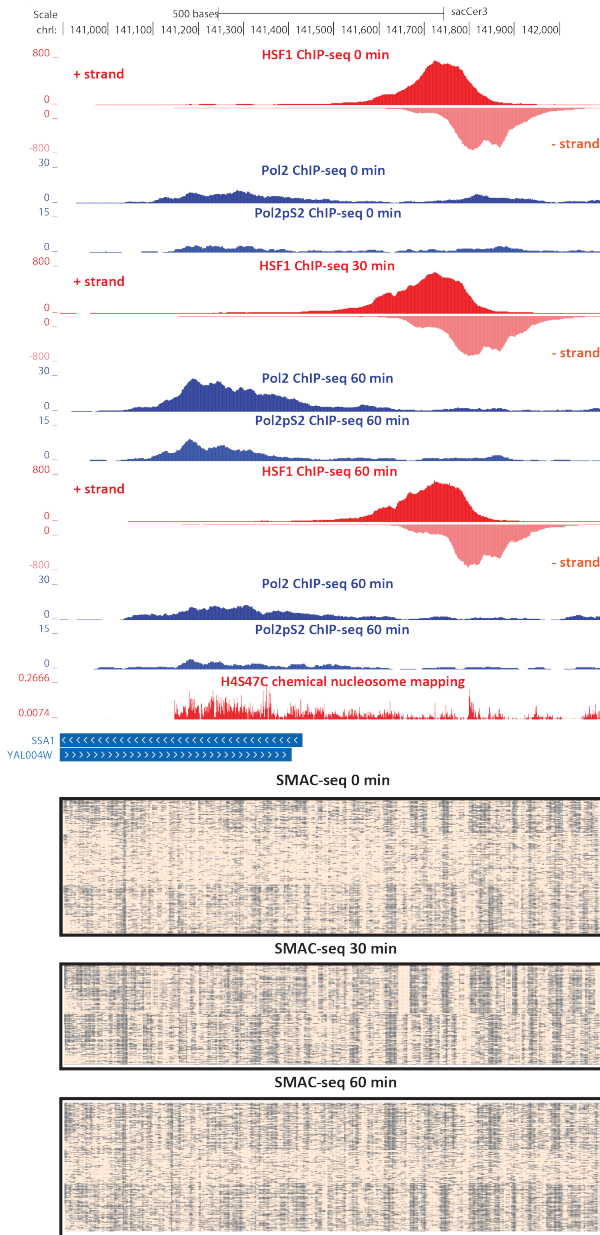 Scale 500 bases sacCer3
chrI: 141,000 141,100 141,200 141,300 141,400 141,500 141,600 141,700 141,800 141,900 142,000
HSF1 ChIP-seq 0 min
800
+ strand
0
0
- strand
-800
Pol2 ChIP-seq 0 min
30
0
Pol2pS2 ChIP-seq 0 min
15
0
HSF1 ChIP-seq 30 min
800
+ strand
0
0
- strand
-800
Pol2 ChIP-seq 60 min
30
0
Pol2pS2 ChIP-seq 60 min
15
0
HSF1 ChIP-seq 60 min
800
+ strand
0
0
- strand
-800
Pol2 ChIP-seq 60 min
30
0
Pol2pS2 ChIP-seq 60 min
15
0
H4S47C chemical nucleosome mapping
0.2666
0.0074
SSA1
YAL004W
SMAC-seq 0 min
SMAC-seq 30 min
SMAC-seq 60 min